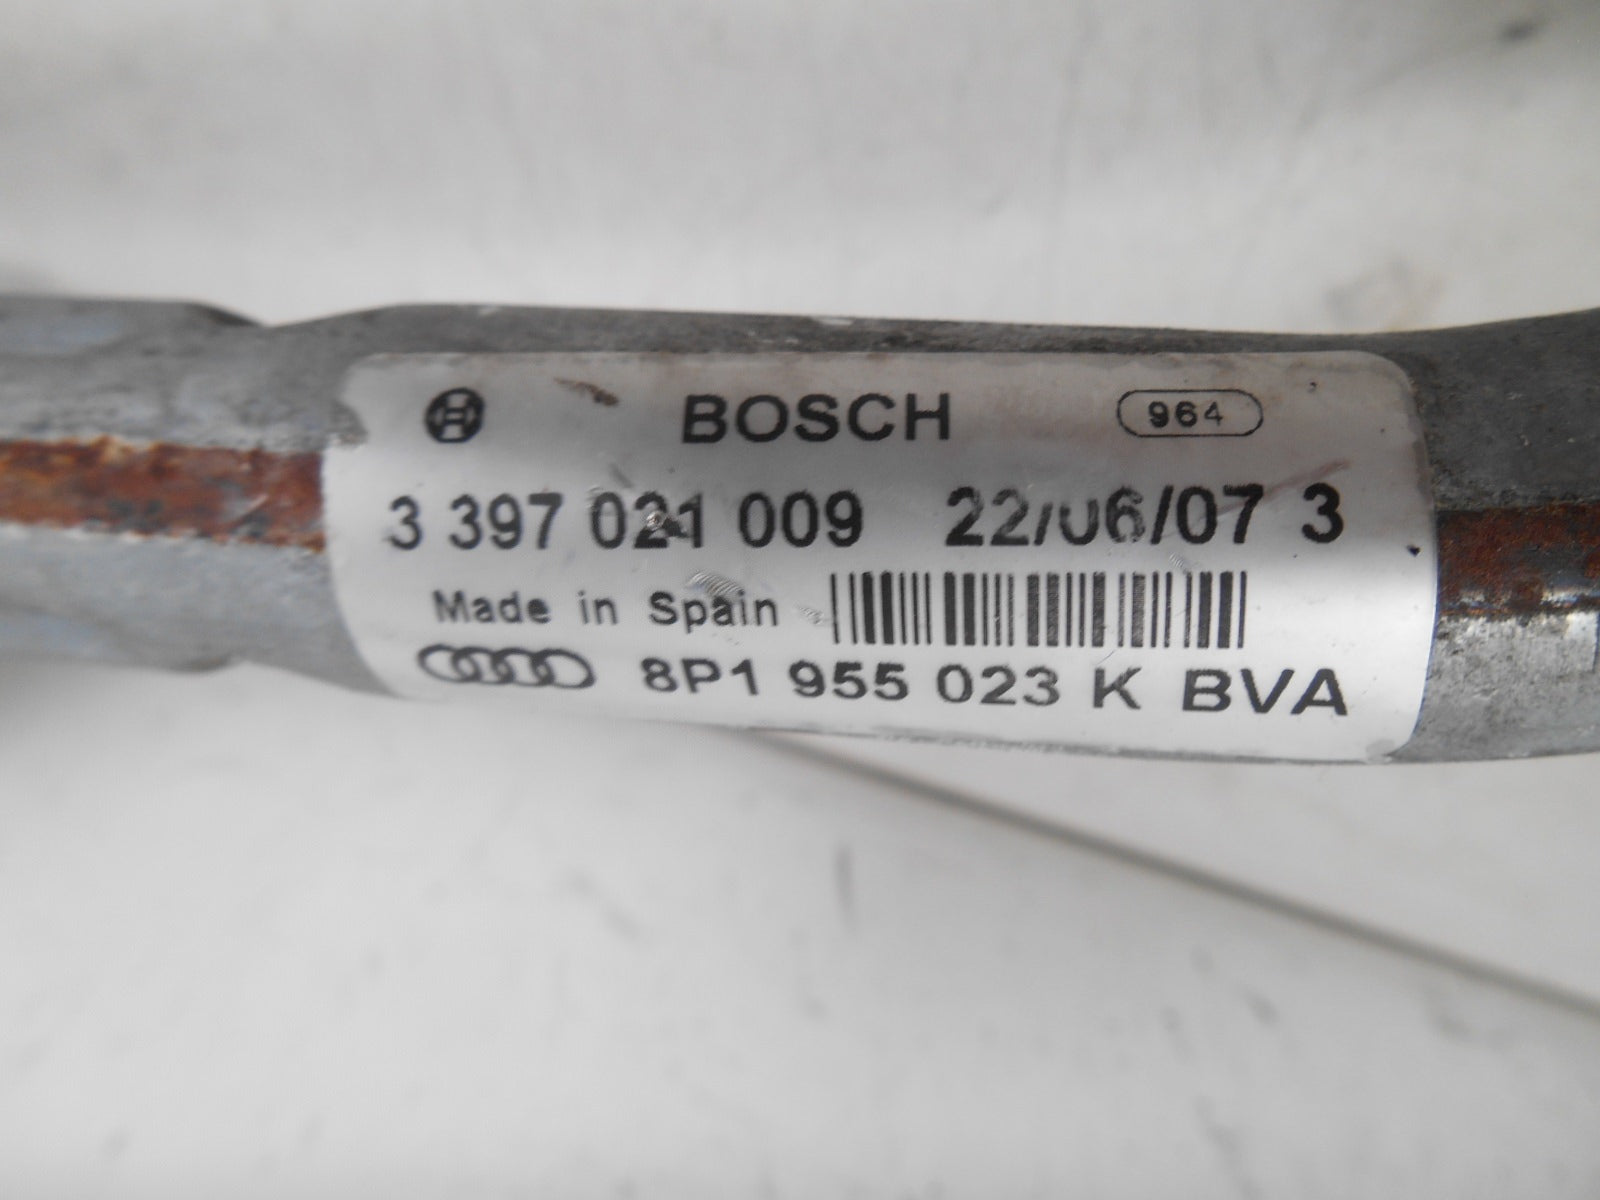 BOSCH 964
3 397 021 009 22/06/07 3
Made in Spain
8P1 955 023 K BVA